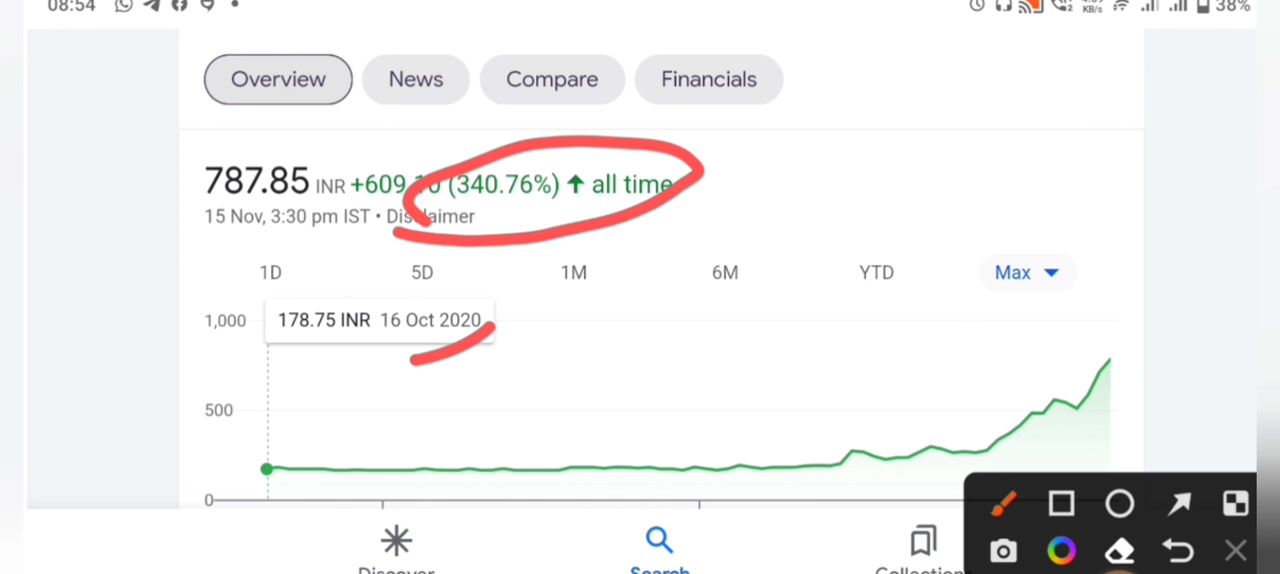 08:54
38%
Overview News Compare Financials
787.85 INR +609.10 (340.76%) ↑ all time
15 Nov, 3:30 pm IST • Disclaimer
1D 5D 1M 6M YTD Max
1,000
178.75 INR 16 Oct 2020
500
0
Discover Search Collections